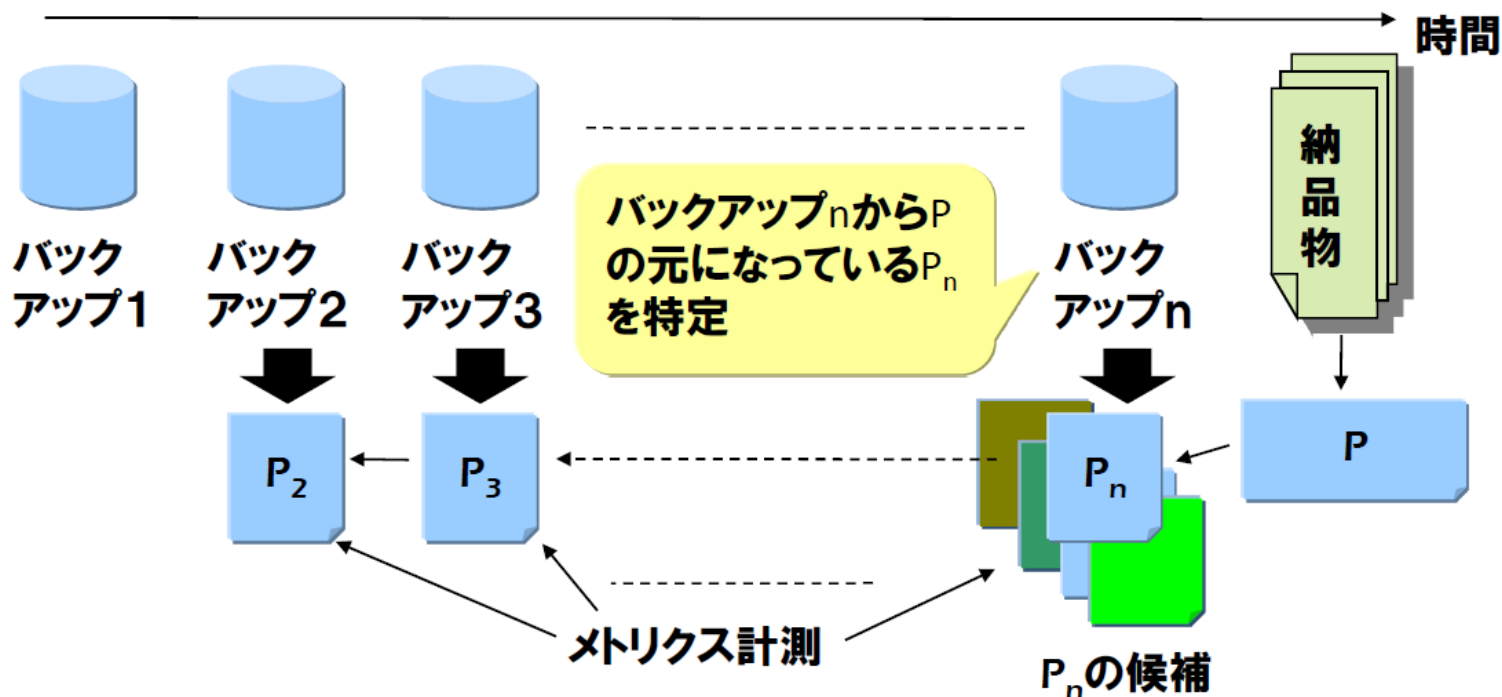 時間
バック
アップ1
バック
アップ2
バック
アップ3
バックアップnからP
の元になっているPn
を特定
バック
アップn
納品物
P2
P3
Pn
P
メトリクス計測
Pnの候補